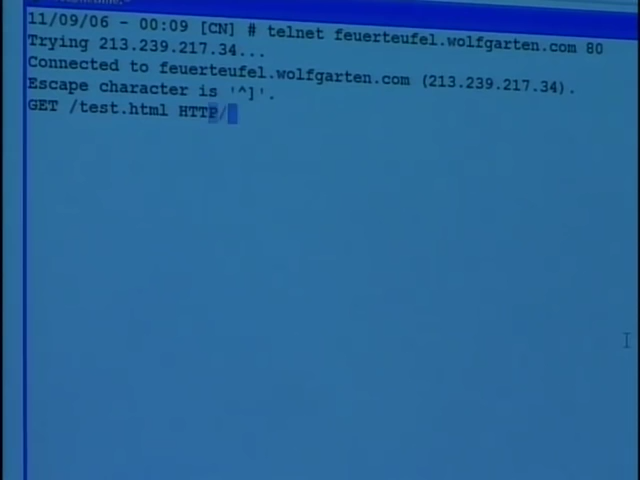 11/09/06 - 00:09 [CN] # telnet feuerteufel.wolfgarten.com 80
Trying 213.239.217.34...
Connected to feuerteufel.wolfgarten.com (213.239.217.34).
Escape character is '^]'.
GET /test.html HTTP/